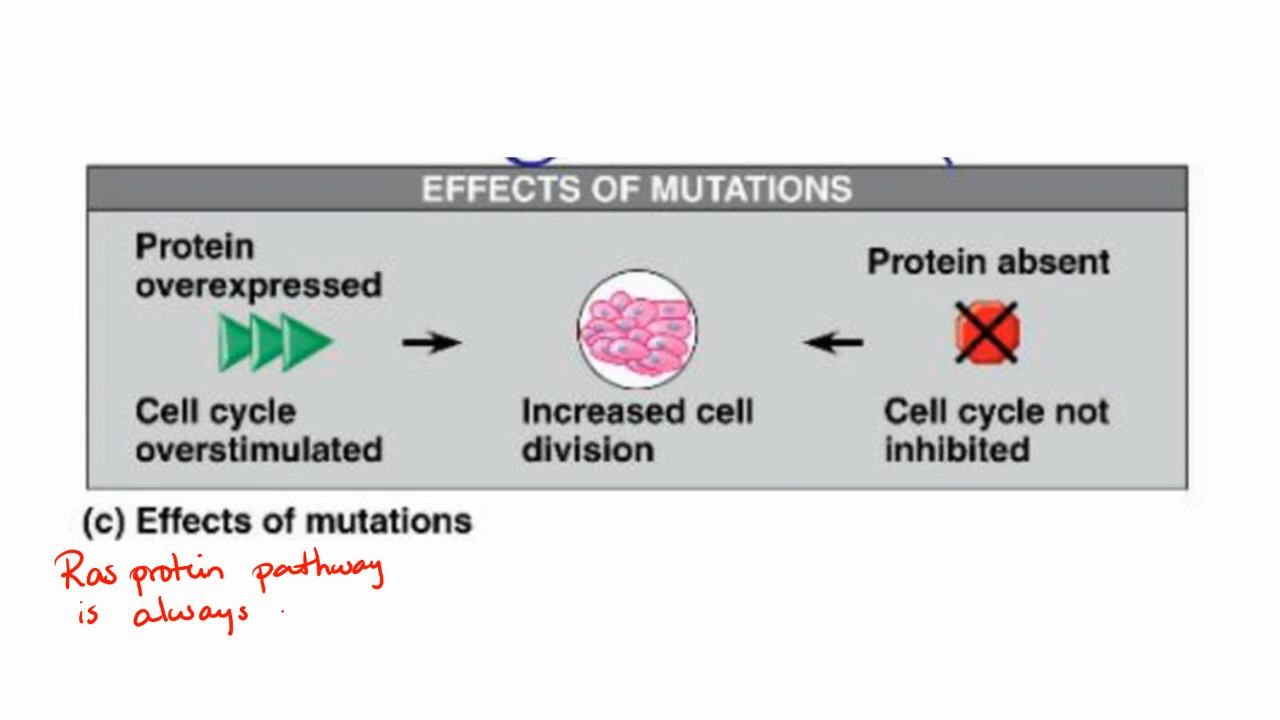 EFFECTS OF MUTATIONS
Protein
overexpressed
Cell cycle
overstimulated
Increased cell
division
Protein absent
Cell cycle not
inhibited
(c) Effects of mutations
Ras protein pathway
is always